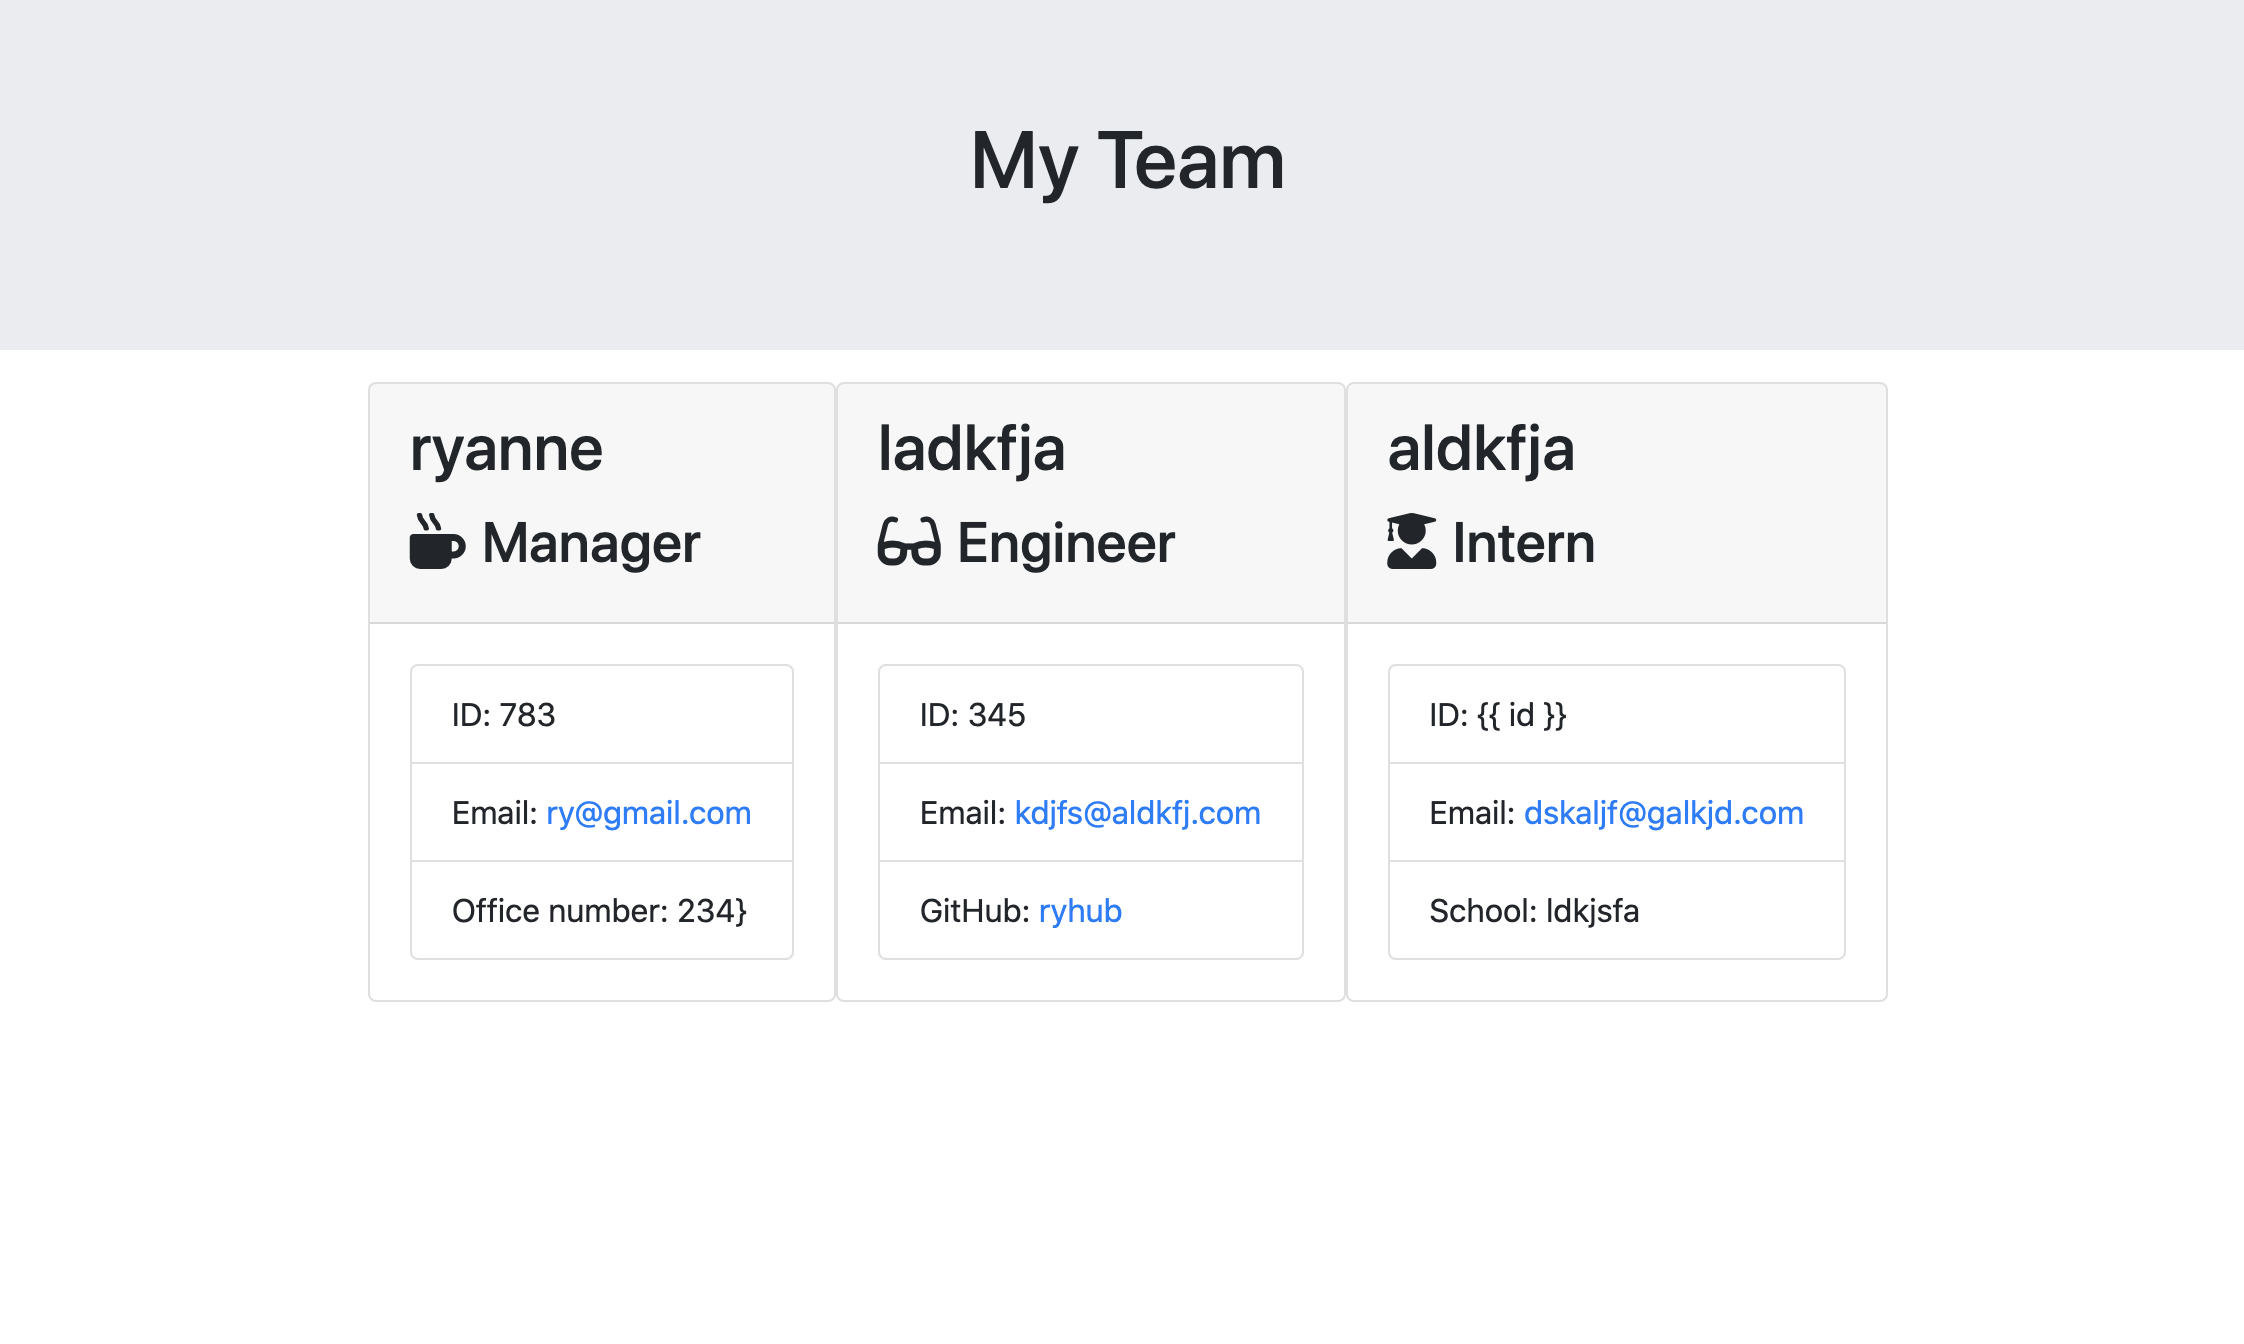 My Team
ryanne
Manager
ID: 783
Email: ry@gmail.com
Office number: 234}
ladkfja
Engineer
ID: 345
Email: kdjfs@aldkfj.com
GitHub: ryhub
aldkfja
Intern
ID: {{ id }}
Email: dskaljf@galkjd.com
School: ldkjsfa